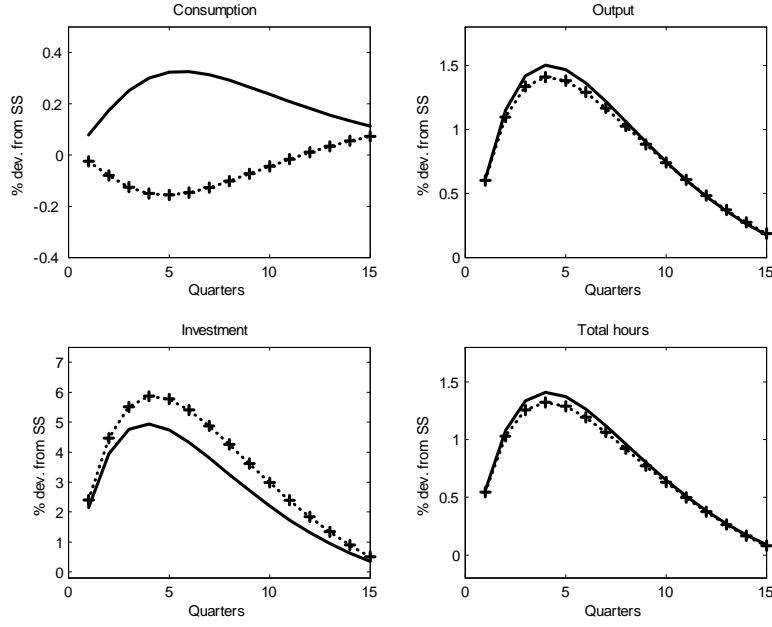 Consumption
% dev. from SS
0.4
0.2
0
-0.2
-0.4
0 5 10 15
Quarters
Output
% dev. from SS
1.5
1
0.5
0
0 5 10 15
Quarters
Investment
% dev. from SS
7
6
5
4
3
2
1
0
0 5 10 15
Quarters
Total hours
% dev. from SS
1.5
1
0.5
0
0 5 10 15
Quarters